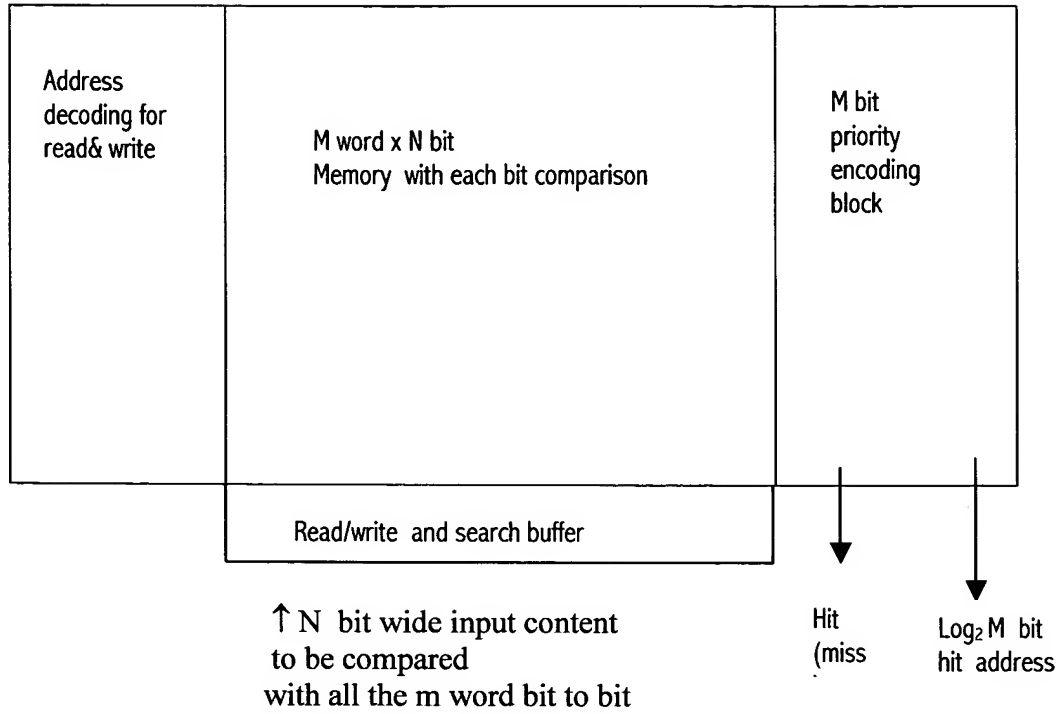 Address
decoding for
read& write
M word x N bit
Memory with each bit comparison
M bit
priority
encoding
block
Read/write and search buffer
↑ N bit wide input content
to be compared
with all the m word bit to bit
Hit
(miss
Log₂ M bit
hit address